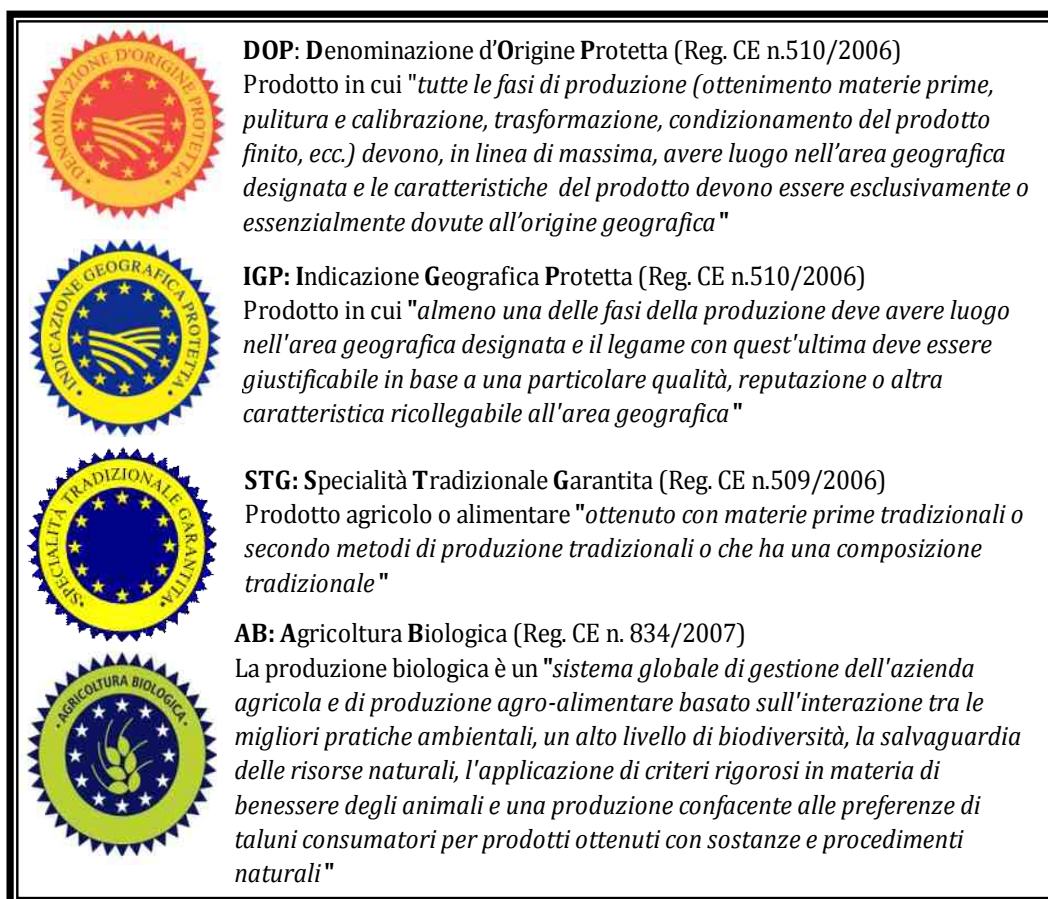 DENOMINAZIONE D'ORIGINE PROTETTA
DOP: Denominazione d'Origine Protetta (Reg. CE n.510/2006)
Prodotto in cui "tutte le fasi di produzione (ottenimento materie prime,
pulitura e calibrazione, trasformazione, condizionamento del prodotto
finito, ecc.) devono, in linea di massima, avere luogo nell'area geografica
designata e le caratteristiche del prodotto devono essere esclusivamente o
essenzialmente dovute all'origine geografica"
INDICAZIONE GEOGRAFICA PROTETTA
IGP: Indicazione Geografica Protetta (Reg. CE n.510/2006)
Prodotto in cui "almeno una delle fasi della produzione deve avere luogo
nell'area geografica designata e il legame con quest'ultima deve essere
giustificabile in base a una particolare qualità, reputazione o altra
caratteristica ricollegabile all'area geografica"
SPECIALITÀ TRADIZIONALE GARANTITA
STG: Specialità Tradizionale Garantita (Reg. CE n.509/2006)
Prodotto agricolo o alimentare "ottenuto con materie prime tradizionali o
secondo metodi di produzione tradizionali o che ha una composizione
tradizionale"
AGRICOLTURA BIOLOGICA
AB: Agricoltura Biologica (Reg. CE n. 834/2007)
La produzione biologica è un "sistema globale di gestione dell'azienda
agricola e di produzione agro-alimentare basato sull'interazione tra le
migliori pratiche ambientali, un alto livello di biodiversità, la salvaguardia
delle risorse naturali, l'applicazione di criteri rigorosi in materia di
benessere degli animali e una produzione confacente alle preferenze di
taluni consumatori per prodotti ottenuti con sostanze e procedimenti
naturali"